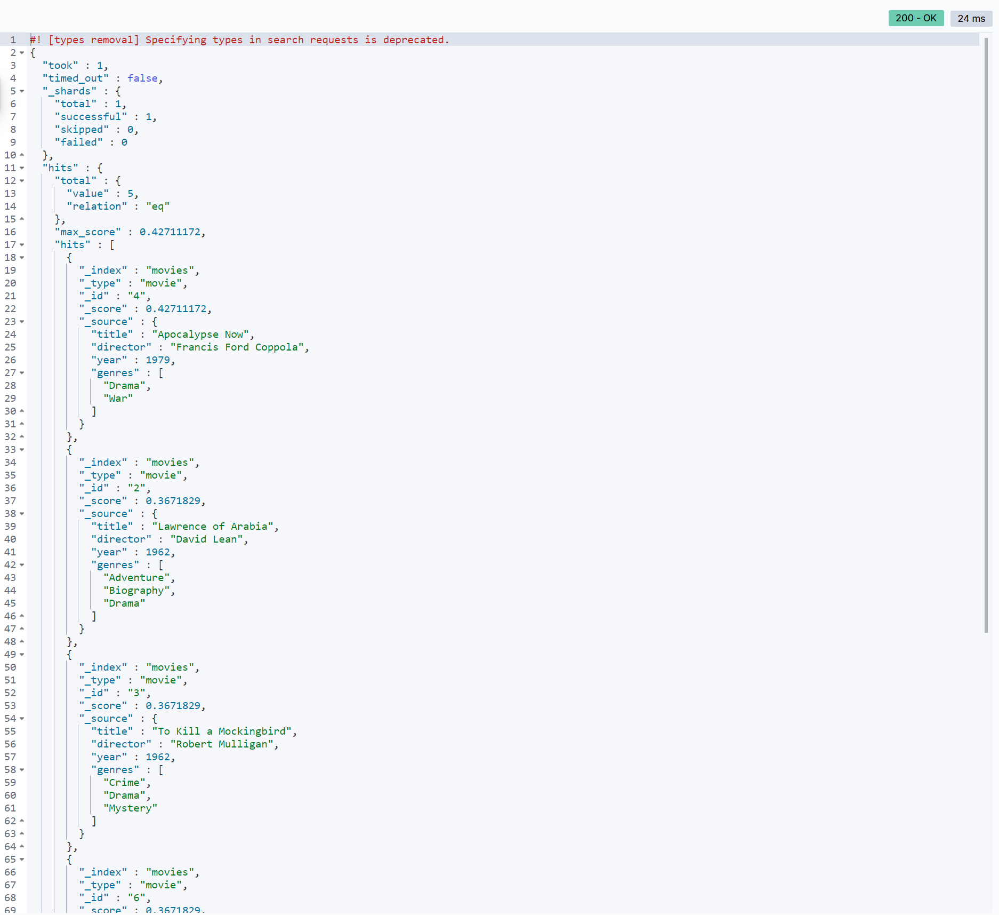 200 - OK 24 ms
1 #! [types removal] Specifying types in search requests is deprecated.
2 {
3 "took" : 1,
4 "timed_out" : false,
5 "_shards" : {
6 "total" : 1,
7 "successful" : 1,
8 "skipped" : 0,
9 "failed" : 0
10 },
11 "hits" : {
12 "total" : {
13 "value" : 5,
14 "relation" : "eq"
15 },
16 "max_score" : 0.42711172,
17 "hits" : [
18 {
19 "_index" : "movies",
20 "_type" : "movie",
21 "_id" : "4",
22 "_score" : 0.42711172,
23 "_source" : {
24 "title" : "Apocalypse Now",
25 "director" : "Francis Ford Coppola",
26 "year" : 1979,
27 "genres" : [
28 "Drama",
29 "War"
30 ]
31 }
32 },
33 {
34 "_index" : "movies",
35 "_type" : "movie",
36 "_id" : "2",
37 "_score" : 0.3671829,
38 "_source" : {
39 "title" : "Lawrence of Arabia",
40 "director" : "David Lean",
41 "year" : 1962,
42 "genres" : [
43 "Adventure",
44 "Biography",
45 "Drama"
46 ]
47 }
48 },
49 {
50 "_index" : "movies",
51 "_type" : "movie",
52 "_id" : "3",
53 "_score" : 0.3671829,
54 "_source" : {
55 "title" : "To Kill a Mockingbird",
56 "director" : "Robert Mulligan",
57 "year" : 1962,
58 "genres" : [
59 "Crime",
60 "Drama",
61 "Mystery"
62 ]
63 }
64 },
65 {
66 "_index" : "movies",
67 "_type" : "movie",
68 "_id" : "6",
69 "_score" : 0.3671829,